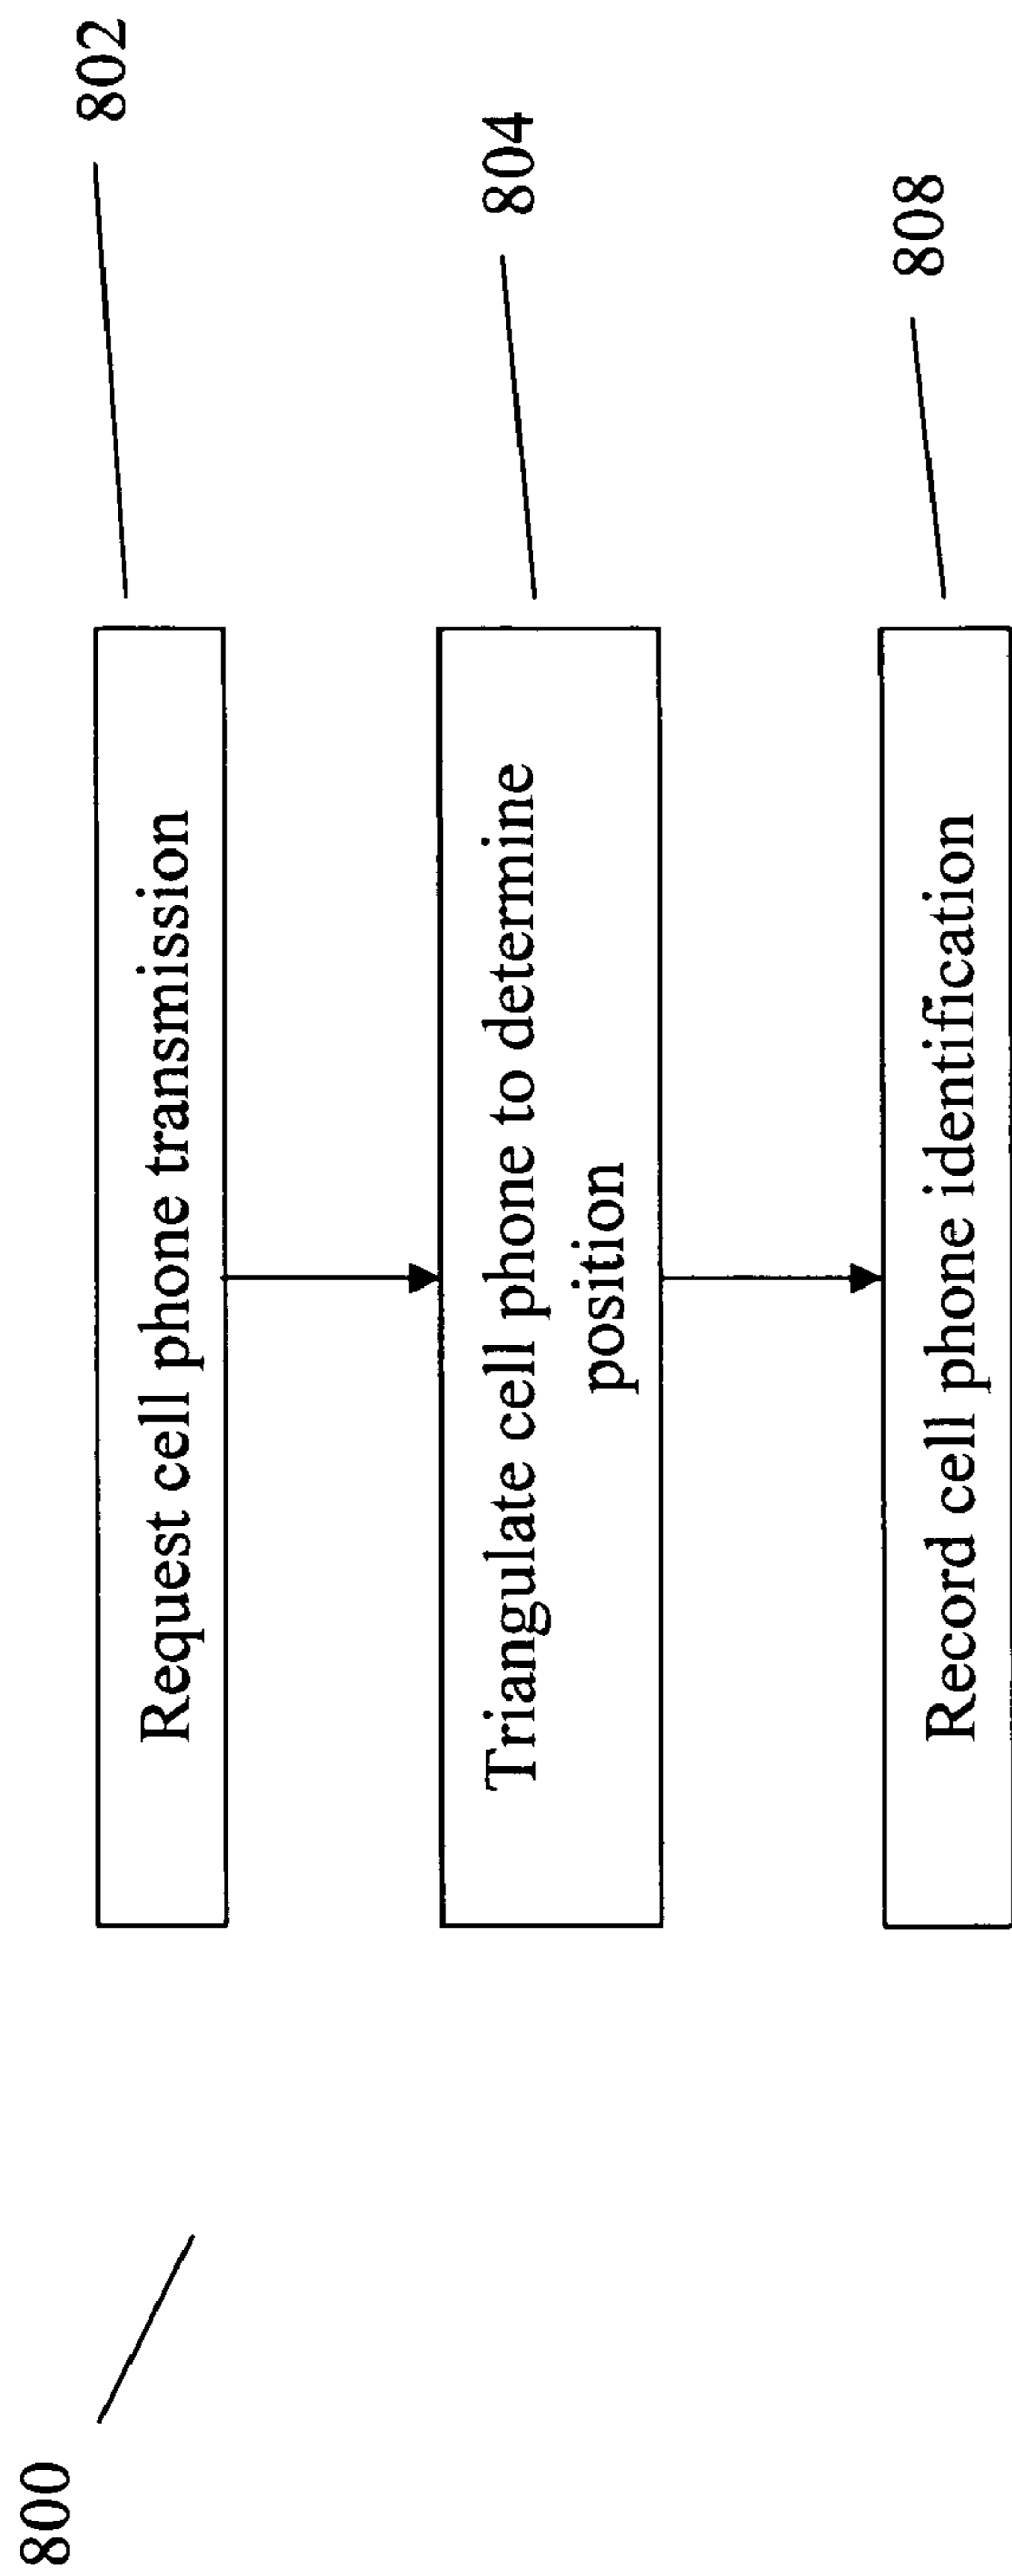 800
Request cell phone transmission
802
Triangulate cell phone to determine
position
804
Record cell phone identification
808